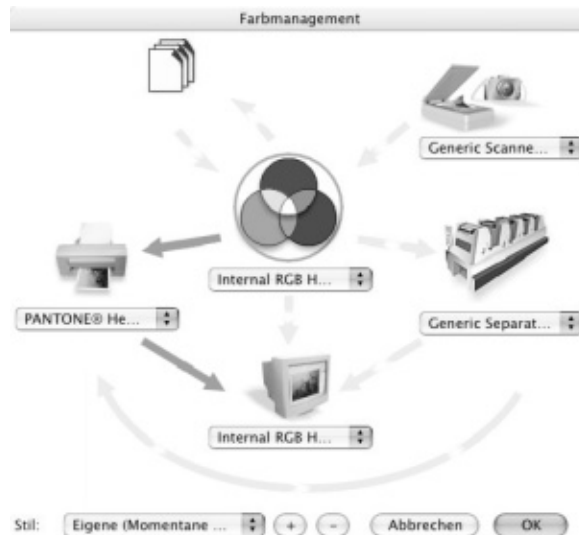 Farbmanagement
Generic Scanne...
Internal RGB H...
PANTONE® He...
Generic Separat...
Internal RGB H...
Stil: Eigene (Momentane ... + − Abbrechen OK